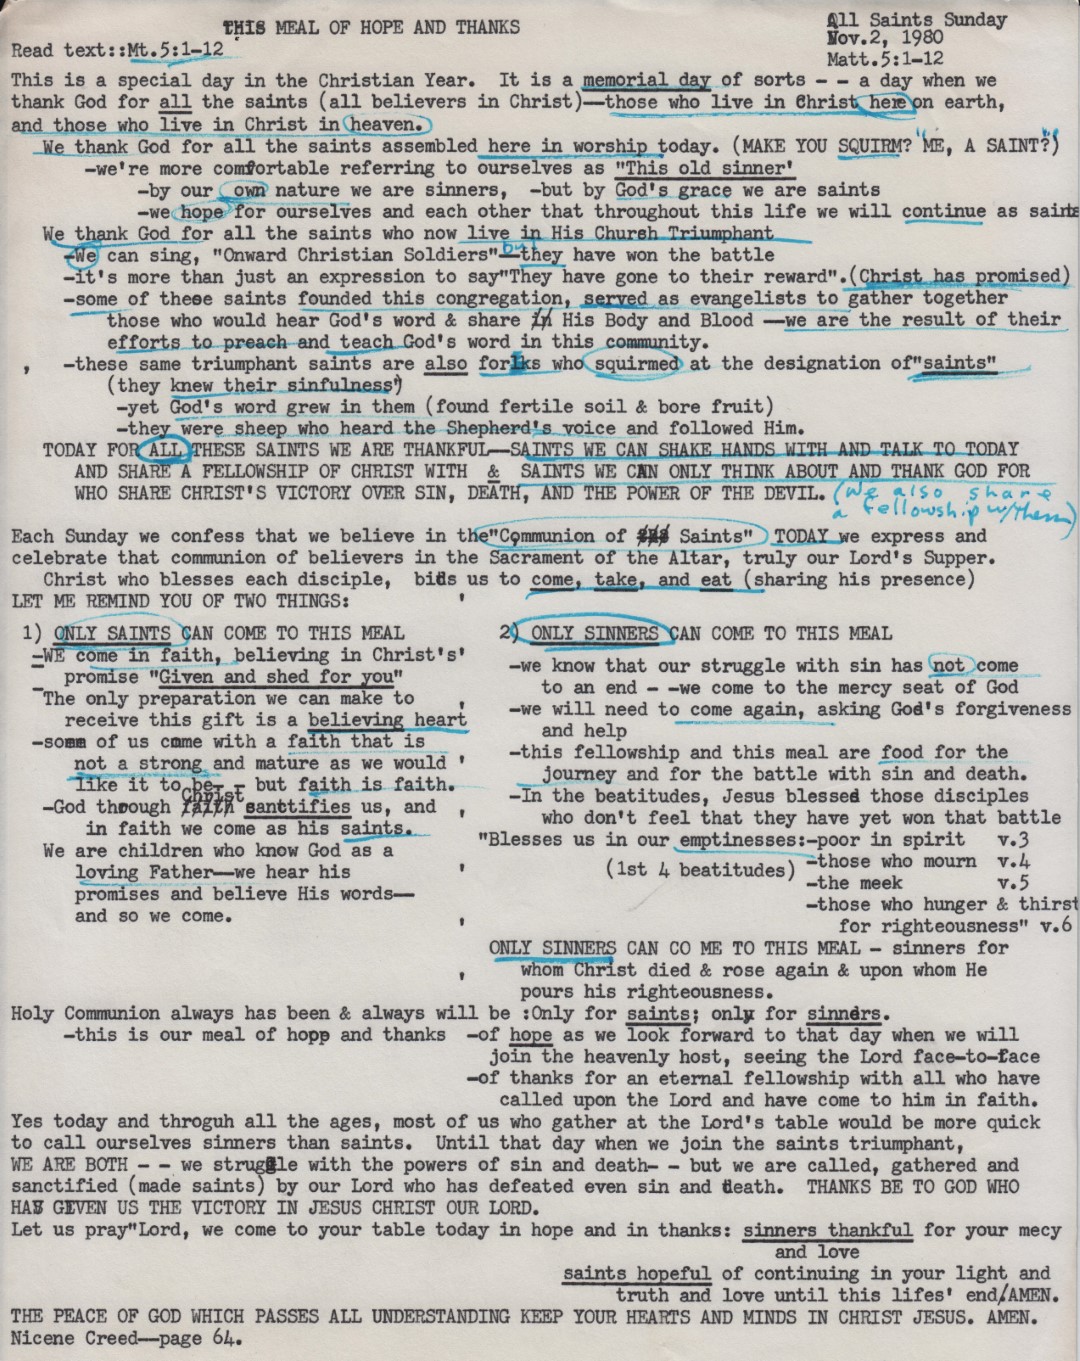 THIS MEAL OF HOPE AND THANKS
All Saints Sunday
Nov.2, 1980
Matt.5:1-12
Read text::Mt.5:1-12
This is a special day in the Christian Year. It is a memorial day of sorts - - a day when we
thank God for all the saints (all believers in Christ)—those who live in Christ here on earth,
and those who live in Christ in heaven.
We thank God for all the saints assembled here in worship today. (MAKE YOU SQUIRM? "ME, A SAINT?")
-we're more comfortable referring to ourselves as "This old sinner'
-by our own nature we are sinners, -but by God's grace we are saints
-we hope for ourselves and each other that throughout this life we will continue as saints
We thank God for all the saints who now live in His Church Triumphant
-We can sing, "Onward Christian Soldiers"—but they have won the battle
-it's more than just an expression to say"They have gone to their reward".(Christ has promised)
-some of these saints founded this congregation, served as evangelists to gather together
those who would hear God's word & share in His Body and Blood —we are the result of their
efforts to preach and teach God's word in this community.
-these same triumphant saints are also folks who squirmed at the designation of"saints"
(they knew their sinfulness)
-yet God's word grew in them (found fertile soil & bore fruit)
-they were sheep who heard the Shepherd's voice and followed Him.
TODAY FOR ALL THESE SAINTS WE ARE THANKFUL—SAINTS WE CAN SHAKE HANDS WITH AND TALK TO TODAY
AND SHARE A FELLOWSHIP OF CHRIST WITH & SAINTS WE CAN ONLY THINK ABOUT AND THANK GOD FOR
WHO SHARE CHRIST'S VICTORY OVER SIN, DEATH, AND THE POWER OF THE DEVIL. (we also share
a fellowship w/them)
Each Sunday we confess that we believe in the"Communion of Saints" TODAY we express and
celebrate that communion of believers in the Sacrament of the Altar, truly our Lord's Supper.
Christ who blesses each disciple, bids us to come, take, and eat (sharing his presence)
LET ME REMIND YOU OF TWO THINGS:
1) ONLY SAINTS CAN COME TO THIS MEAL
-WE come in faith, believing in Christ's'
promise "Given and shed for you"
-The only preparation we can make to
receive this gift is a believing heart
-some of us come with a faith that is
not a strong and mature as we would
like it to be- - but faith is faith.
-God through Christ sanctifies us, and
in faith we come as his saints.
We are children who know God as a
loving Father—we hear his
promises and believe His words—
and so we come.
2) ONLY SINNERS CAN COME TO THIS MEAL
-we know that our struggle with sin has not come
to an end - -we come to the mercy seat of God
-we will need to come again, asking God's forgiveness
and help
-this fellowship and this meal are food for the
journey and for the battle with sin and death.
-In the beatitudes, Jesus blessed those disciples
who don't feel that they have yet won that battle
"Blesses us in our emptinesses:-poor in spirit v.3
(1st 4 beatitudes) -those who mourn v.4
-the meek v.5
-those who hunger & thirst
for righteousness" v.6
ONLY SINNERS CAN CO ME TO THIS MEAL - sinners for
whom Christ died & rose again & upon whom He
pours his righteousness.
Holy Communion always has been & always will be :Only for saints; only for sinners.
-this is our meal of hope and thanks -of hope as we look forward to that day when we will
join the heavenly host, seeing the Lord face-to-face
-of thanks for an eternal fellowship with all who have
called upon the Lord and have come to him in faith.
Yes today and throguh all the ages, most of us who gather at the Lord's table would be more quick
to call ourselves sinners than saints. Until that day when we join the saints triumphant,
WE ARE BOTH - - we struggle with the powers of sin and death- - but we are called, gathered and
sanctified (made saints) by our Lord who has defeated even sin and death. THANKS BE TO GOD WHO
HAS GIVEN US THE VICTORY IN JESUS CHRIST OUR LORD.
Let us pray"Lord, we come to your table today in hope and in thanks: sinners thankful for your mecy
and love
saints hopeful of continuing in your light and
truth and love until this lifes' end/AMEN.
THE PEACE OF GOD WHICH PASSES ALL UNDERSTANDING KEEP YOUR HEARTS AND MINDS IN CHRIST JESUS. AMEN.
Nicene Creed—page 64.